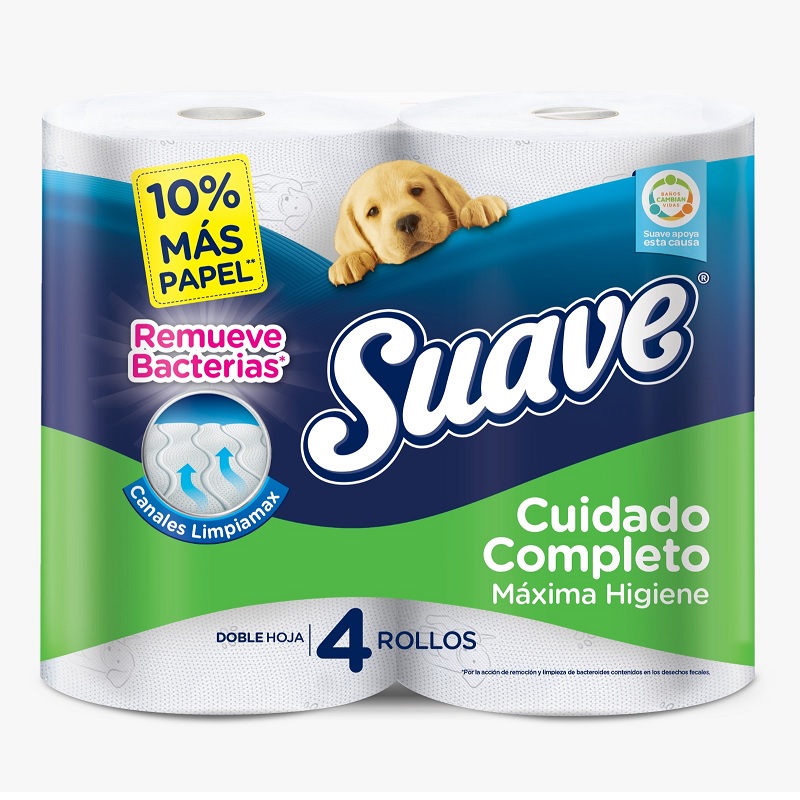 10%
MÁS
PAPEL**
BAÑOS
CAMBIAN
VIDAS
Suave apoya
esta causa
Remueve
Bacterias*
Suave®
Canales Limpiamax
Cuidado
Completo
Máxima Higiene
DOBLE HOJA | 4 ROLLOS
*Por la acción de remoción y limpieza de bacteroides contenidos en los desechos fecales.